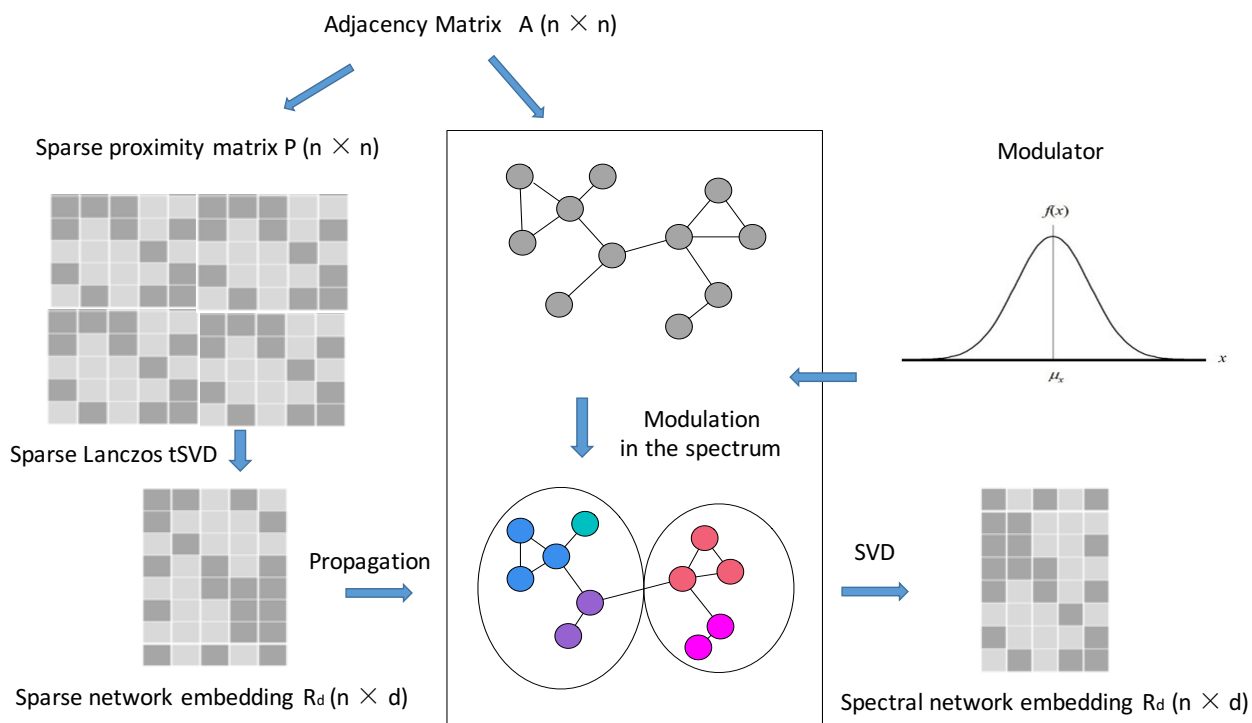 Adjacency Matrix A (n × n)
Sparse proximity matrix P (n × n)
Modulator
f(x)
x
μx
Modulation
in the spectrum
Sparse Lanczos tSVD
Propagation
SVD
Sparse network embedding Rd (n × d)
Spectral network embedding Rd (n × d)